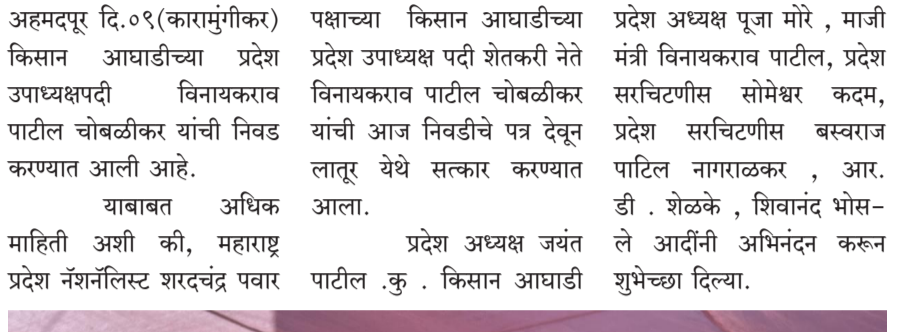 अहमदपूर दि.०९(कारामुंगीकर)
किसान आघाडीच्या प्रदेश
उपाध्यक्षपदी विनायकराव
पाटील चोबळीकर यांची निवड
करण्यात आली आहे.
याबाबत अधिक
माहिती अशी की, महाराष्ट्र
प्रदेश नॅशनॅलिस्ट शरदचंद्र पवार
पक्षाच्या किसान आघाडीच्या
प्रदेश उपाध्यक्ष पदी शेतकरी नेते
विनायकराव पाटील चोबळीकर
यांची आज निवडीचे पत्र देवून
लातूर येथे सत्कार करण्यात
आला.
प्रदेश अध्यक्ष जयंत
पाटील .कु . किसान आघाडी
प्रदेश अध्यक्ष पूजा मोरे , माजी
मंत्री विनायकराव पाटील, प्रदेश
सरचिटणीस सोमेश्वर कदम,
प्रदेश सरचिटणीस बस्वराज
पाटिल नागराळकर , आर.
डी . शेळके , शिवानंद भोस-
ले आदींनी अभिनंदन करून
शुभेच्छा दिल्या.